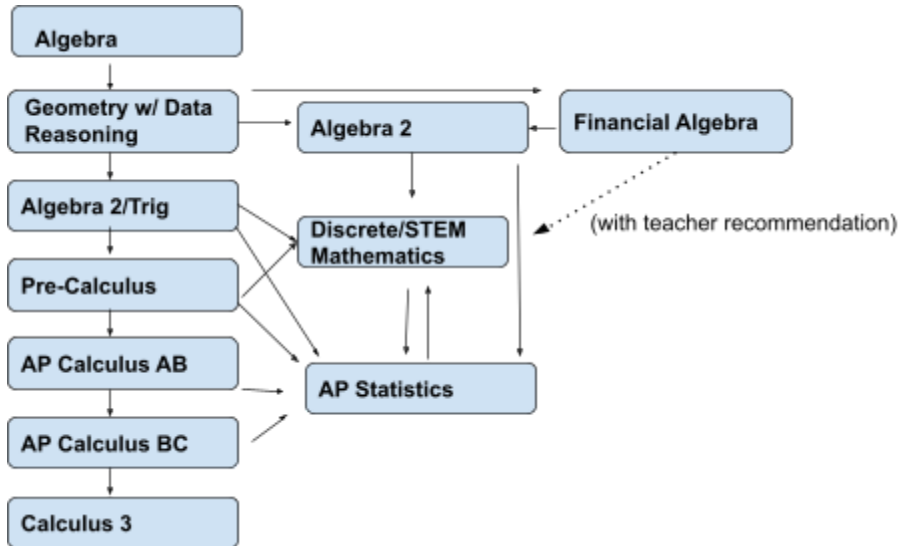 Algebra
Geometry w/ Data
Reasoning
Algebra 2
Financial Algebra
Algebra 2/Trig
Discrete/STEM
Mathematics
(with teacher recommendation)
Pre-Calculus
AP Calculus AB
AP Statistics
AP Calculus BC
Calculus 3